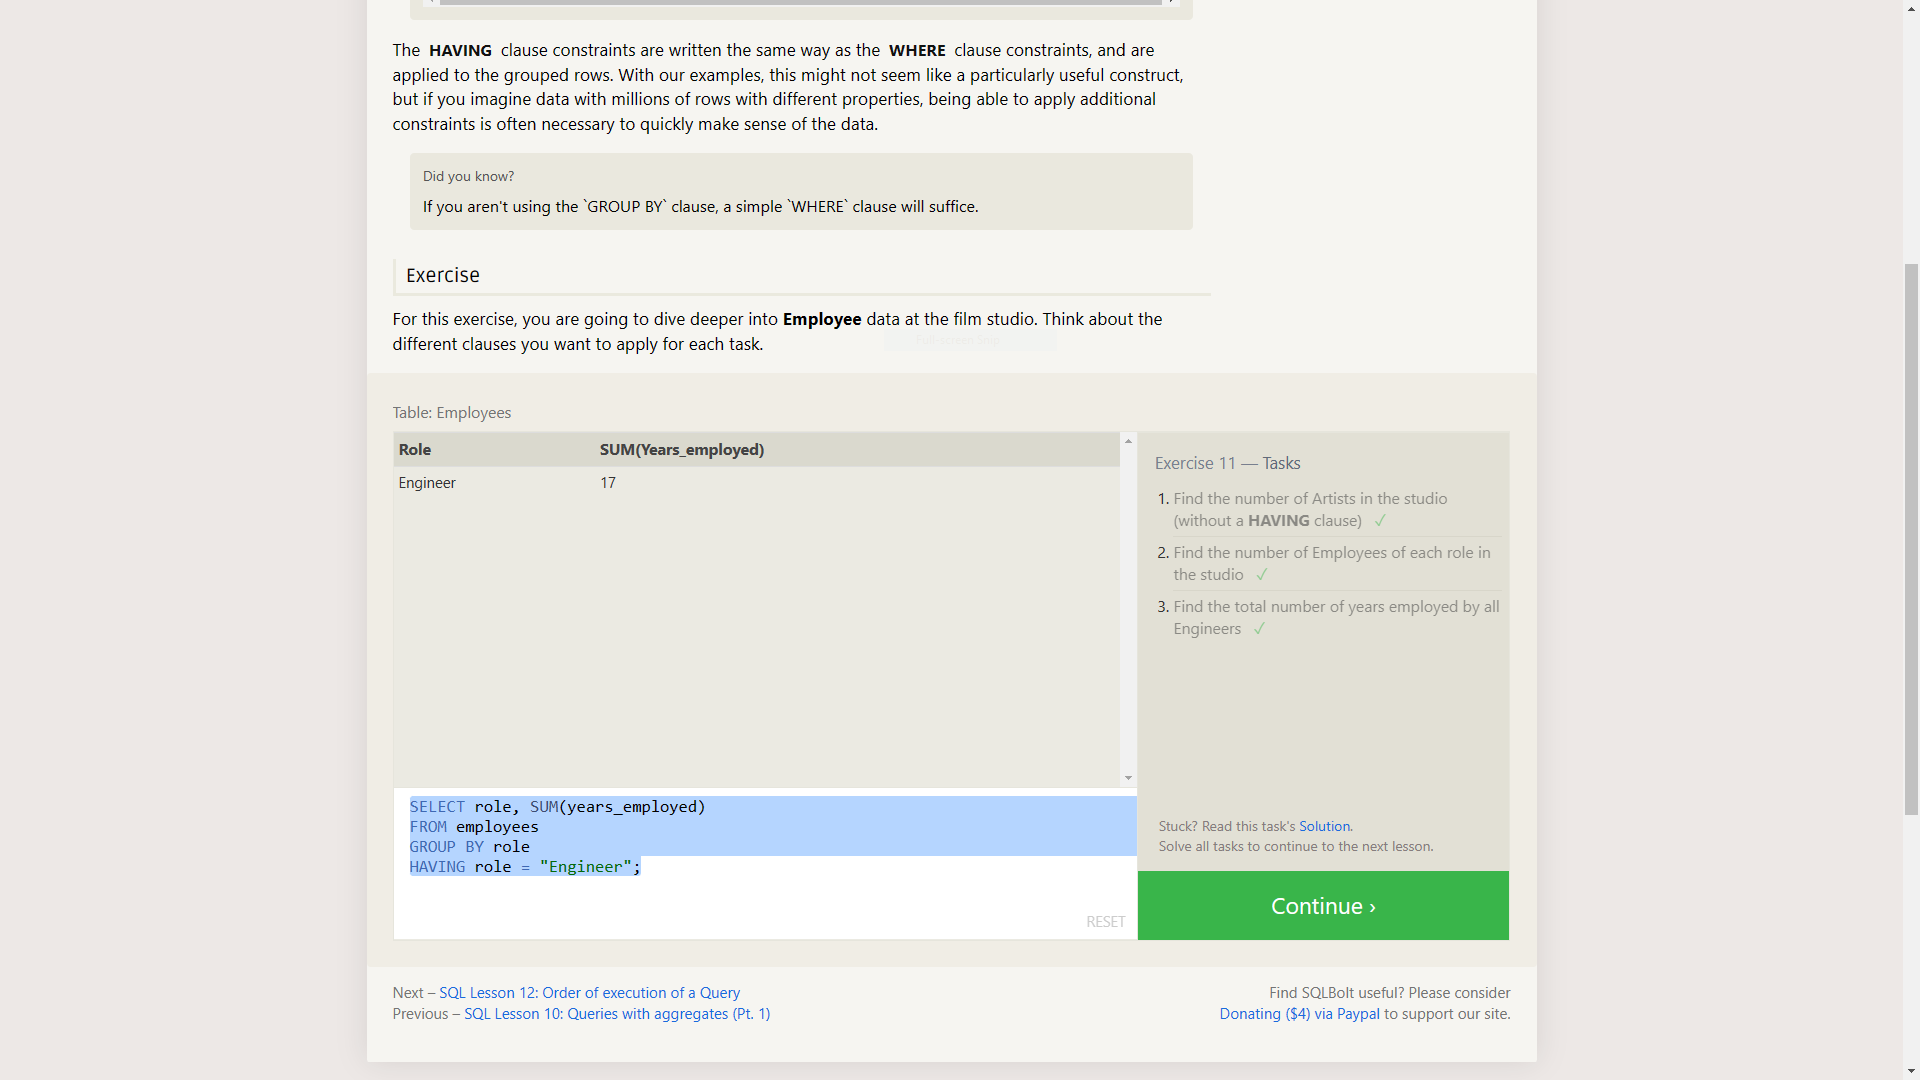 The HAVING clause constraints are written the same way as the WHERE clause constraints, and are
applied to the grouped rows. With our examples, this might not seem like a particularly useful construct,
but if you imagine data with millions of rows with different properties, being able to apply additional
constraints is often necessary to quickly make sense of the data.
Did you know?
If you aren't using the `GROUP BY` clause, a simple `WHERE` clause will suffice.
Exercise
For this exercise, you are going to dive deeper into Employee data at the film studio. Think about the
different clauses you want to apply for each task.
Table: Employees
Role SUM(Years_employed)
Engineer 17
SELECT role, SUM(years_employed)
FROM employees
GROUP BY role
HAVING role = "Engineer";
RESET
Exercise 11 — Tasks
1. Find the number of Artists in the studio
(without a HAVING clause) ✓
2. Find the number of Employees of each role in
the studio ✓
3. Find the total number of years employed by all
Engineers ✓
Stuck? Read this task's Solution.
Solve all tasks to continue to the next lesson.
Continue ›
Next – SQL Lesson 12: Order of execution of a Query
Previous – SQL Lesson 10: Queries with aggregates (Pt. 1)
Find SQLBolt useful? Please consider
Donating ($4) via Paypal to support our site.